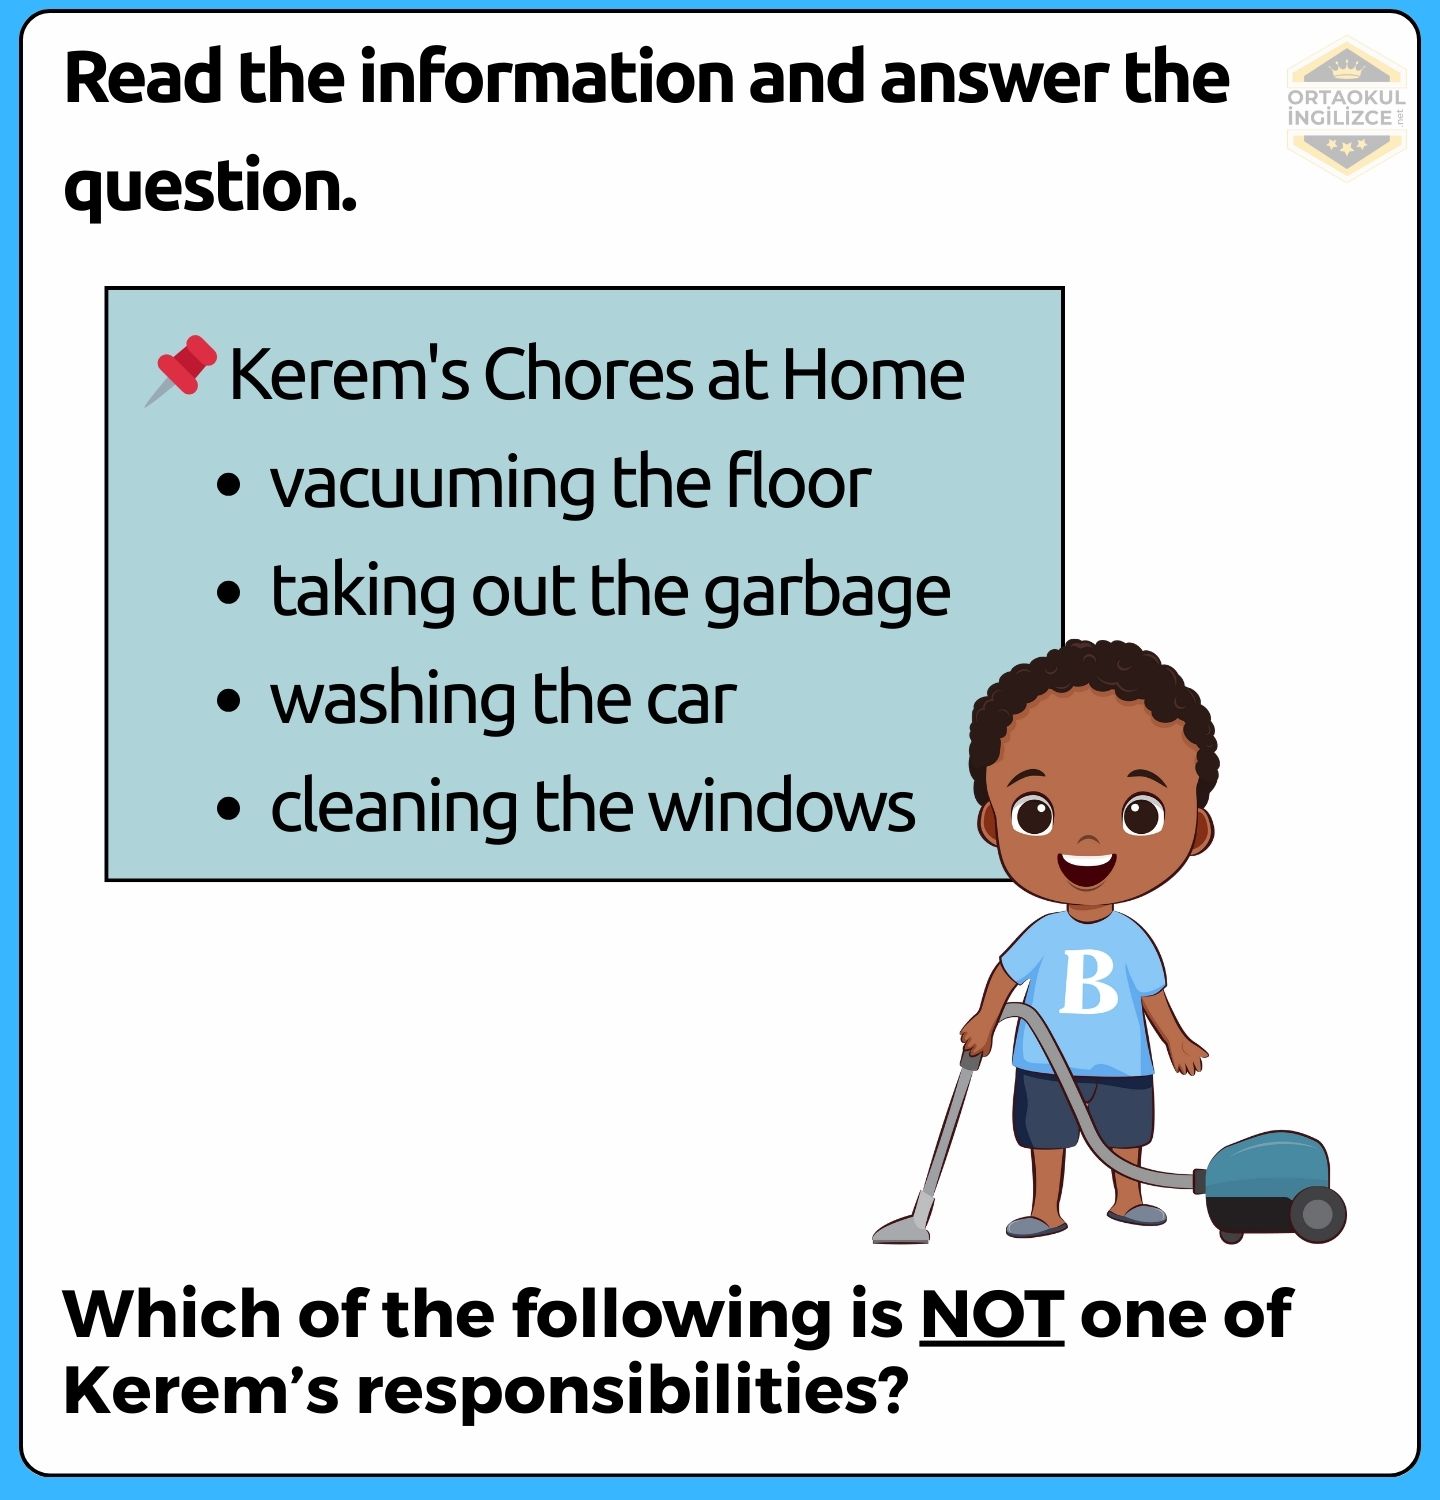 Read the information and answer the
question.
ORTAOKUL
İNGİLİZCE
.net
Kerem's Chores at Home
• vacuuming the floor
• taking out the garbage
• washing the car
• cleaning the windows
B
Which of the following is NOT one of
Kerem’s responsibilities?